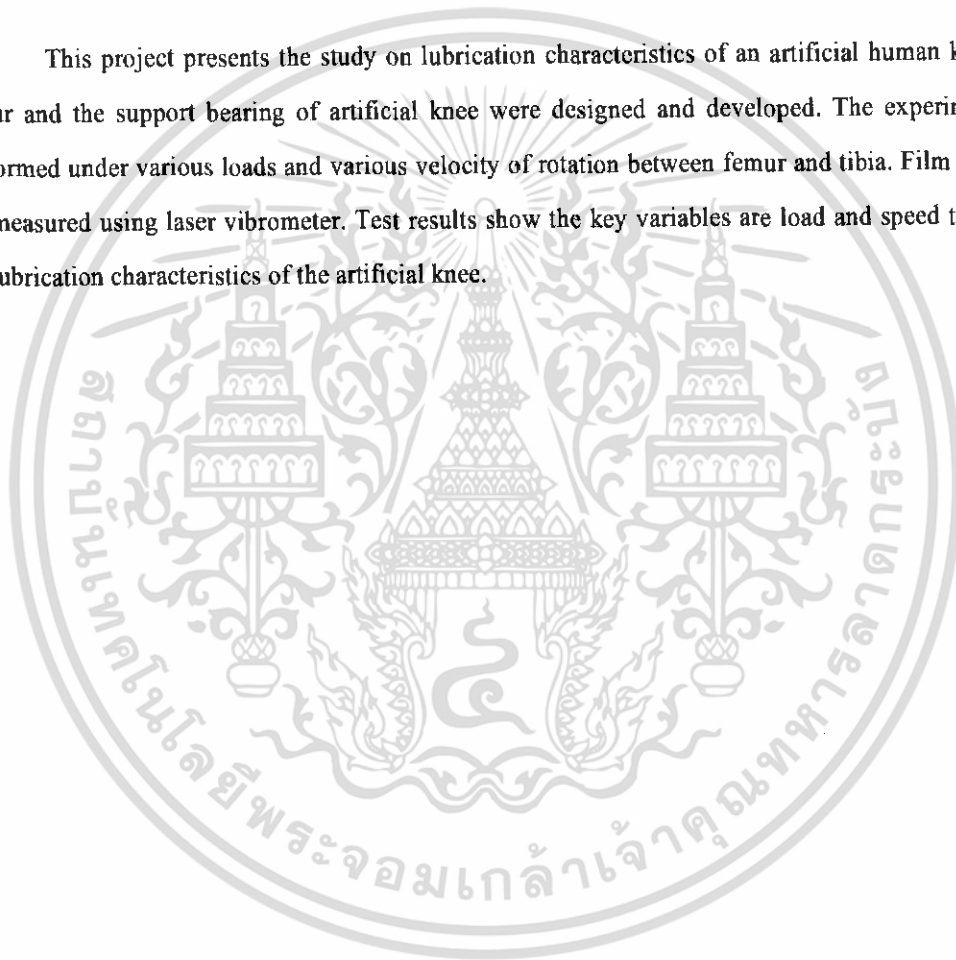 This project presents the study on lubrication characteristics of an artificial human k
ur and the support bearing of artificial knee were designed and developed. The experin
ormed under various loads and various velocity of rotation between femur and tibia. Film
measured using laser vibrometer. Test results show the key variables are load and speed t
ubrication characteristics of the artificial knee.
สถาบันเทคโนโลยีพระจอมเกล้าเจ้าคุณทหารลาดกระบัง